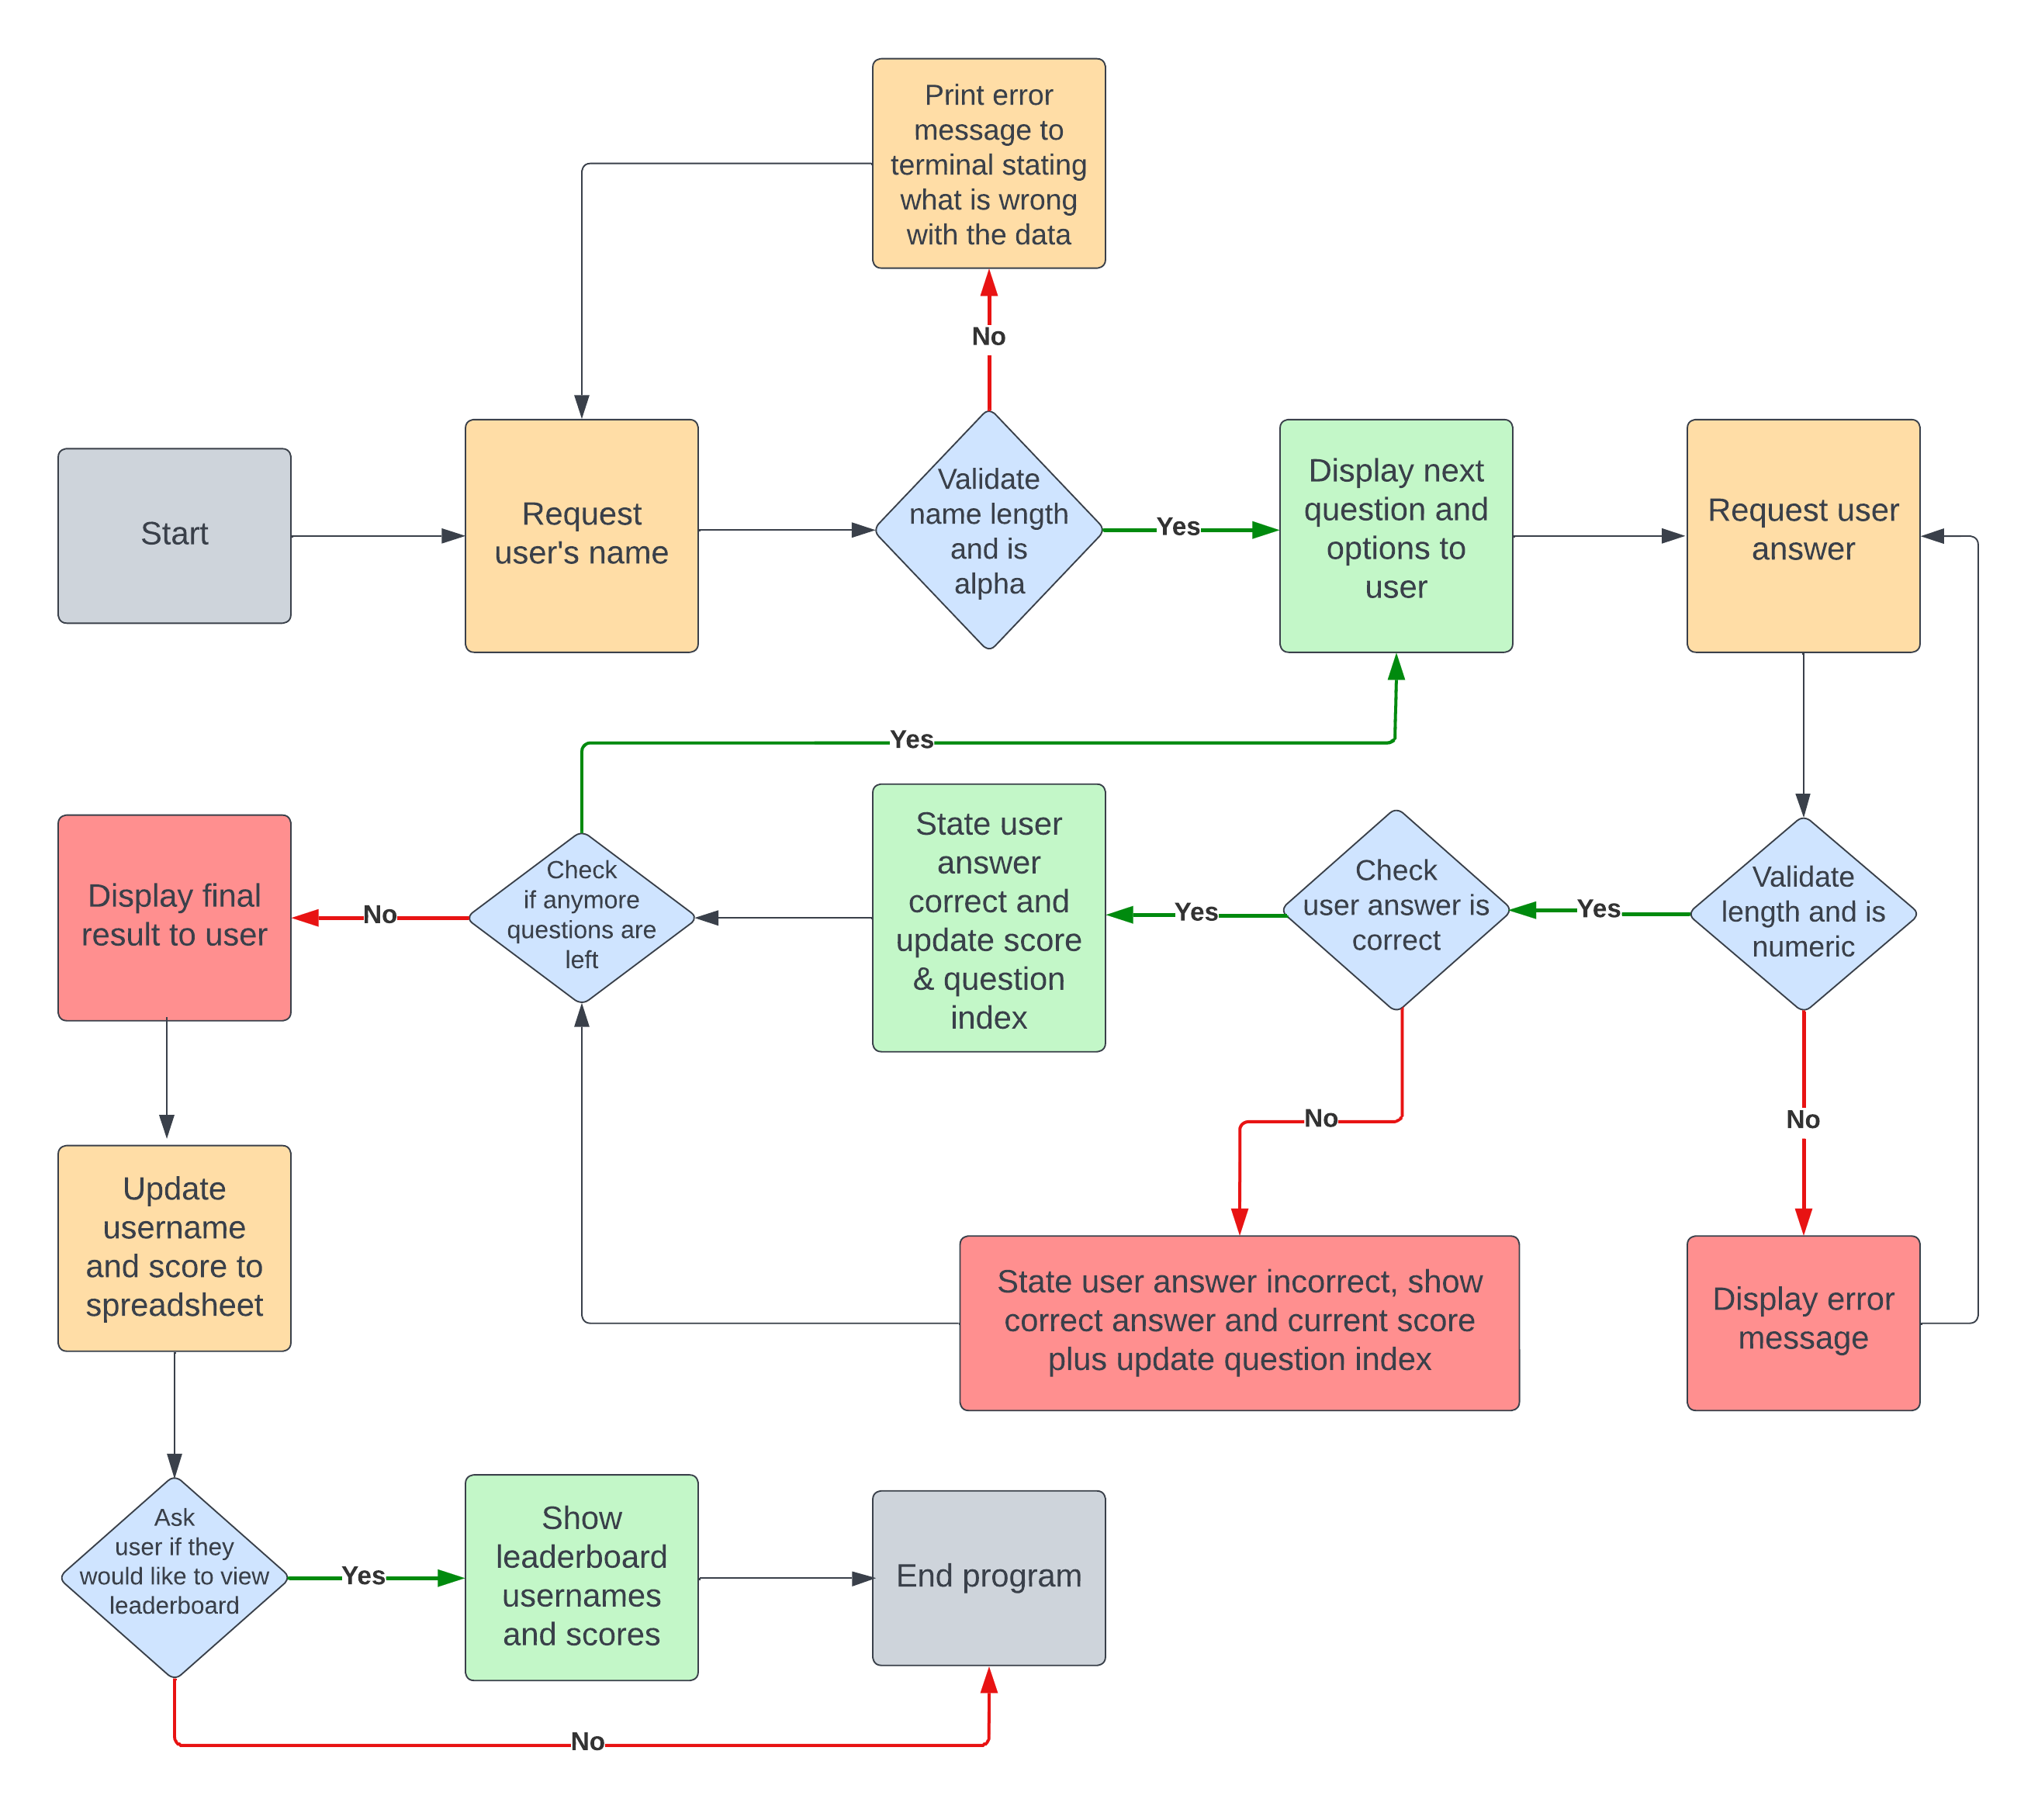 Print error
message to
terminal stating
what is wrong
with the data
No
Start
Request
user's name
Validate
name length
and is
alpha
Yes
Display next
question and
options to
user
Request user
answer
Yes
Display final
result to user
No
Check
if anymore
questions are
left
State user
answer
correct and
update score
& question
index
Yes
Check
user answer is
correct
Yes
Validate
length and is
numeric
No
No
Update
username
and score to
spreadsheet
State user answer incorrect, show
correct answer and current score
plus update question index
Display error
message
Ask
user if they
would like to view
leaderboard
Yes
Show
leaderboard
usernames
and scores
End program
No